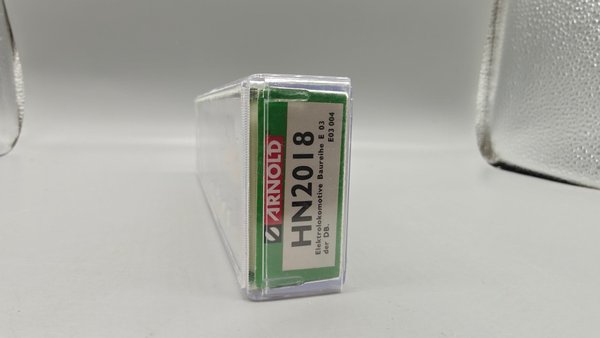 ARNOLD
HN2018
Elektrolokomotive Baureihe E 03
der DB.
E03 004